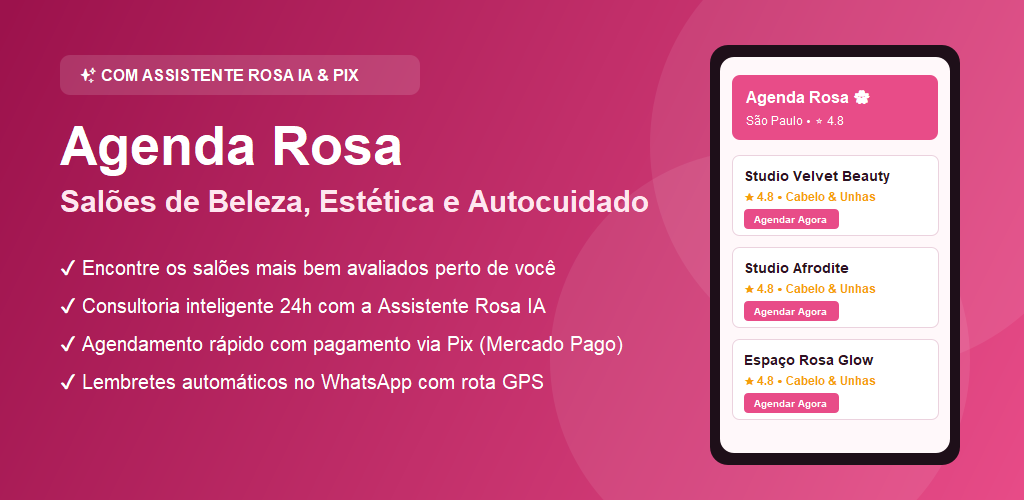 COM ASSISTENTE ROSA IA & PIX
Agenda Rosa
Salões de Beleza, Estética e Autocuidado
✓ Encontre os salões mais bem avaliados perto de você
✓ Consultoria inteligente 24h com a Assistente Rosa IA
✓ Agendamento rápido com pagamento via Pix (Mercado Pago)
✓ Lembretes automáticos no WhatsApp com rota GPS
Agenda Rosa
São Paulo • ★ 4.8
Studio Velvet Beauty
★ 4.8 • Cabelo & Unhas
Agendar Agora
Studio Afrodite
★ 4.8 • Cabelo & Unhas
Agendar Agora
Espaço Rosa Glow
★ 4.8 • Cabelo & Unhas
Agendar Agora